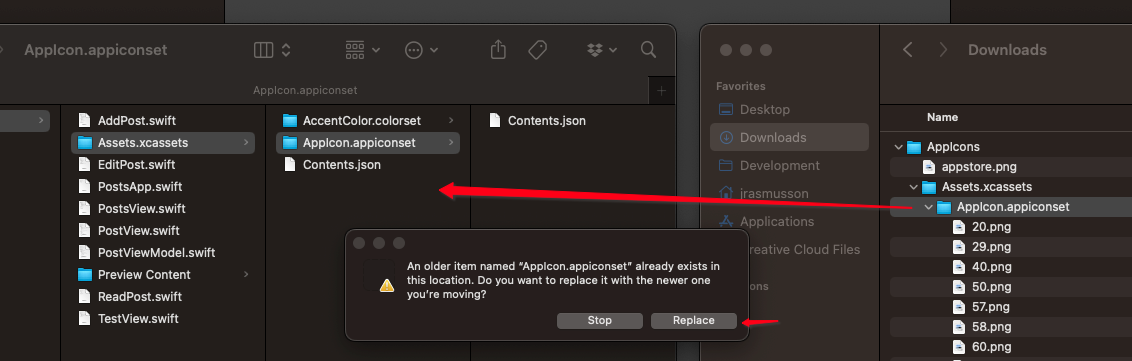 AppIcon.appiconset
AppIcon.appiconset
AddPost.swift
Assets.xcassets
EditPost.swift
PostsApp.swift
PostsView.swift
PostView.swift
PostViewModel.swift
Preview Content
ReadPost.swift
TestView.swift
AccentColor.colorset
AppIcon.appiconset
Contents.json
Contents.json
An older item named “AppIcon.appiconset” already exists in
this location. Do you want to replace it with the newer one
you’re moving?
Stop
Replace
Favorites
Desktop
Downloads
Development
jrasmusson
Applications
reative Cloud Files
ons
Downloads
Name
AppIcons
appstore.png
Assets.xcassets
AppIcon.appiconset
20.png
29.png
40.png
50.png
57.png
58.png
60.png